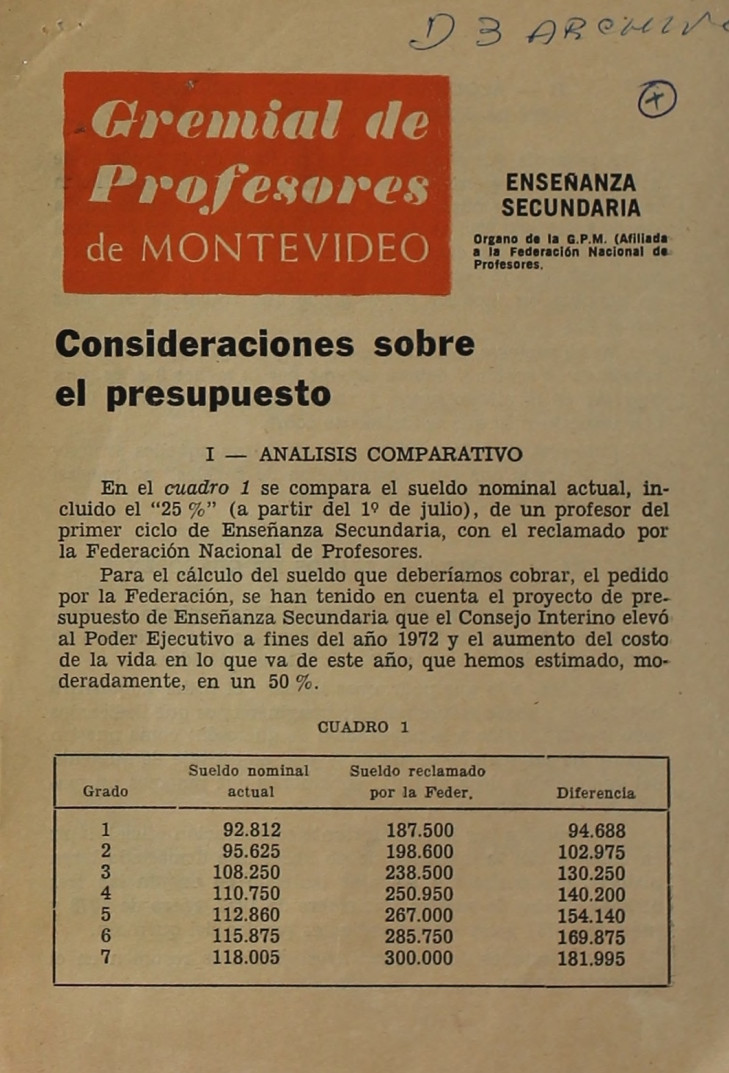 D 3 ARCHIVO
Gremial de
Profesores
de MONTEVIDEO
ENSEÑANZA
SECUNDARIA
Organo de la G.P.M. (Afiliada
a la Federación Nacional de
Profesores.
Consideraciones sobre
el presupuesto
I — ANALISIS COMPARATIVO
En el cuadro 1 se compara el sueldo nominal actual, in-
cluido el "25 %" (a partir del 1º de julio), de un profesor del
primer ciclo de Enseñanza Secundaria, con el reclamado por
la Federación Nacional de Profesores.
Para el cálculo del sueldo que deberíamos cobrar, el pedido
por la Federación, se han tenido en cuenta el proyecto de pre-
supuesto de Enseñanza Secundaria que el Consejo Interino elevó
al Poder Ejecutivo a fines del año 1972 y el aumento del costo
de la vida en lo que va de este año, que hemos estimado, mo-
deradamente, en un 50 %.
CUADRO 1
Sueldo nominal Sueldo reclamado
Grado actual por la Feder. Diferencia
1 92.812 187.500 94.688
2 95.625 198.600 102.975
3 108.250 238.500 130.250
4 110.750 250.950 140.200
5 112.860 267.000 154.140
6 115.875 285.750 169.875
7 118.005 300.000 181.995